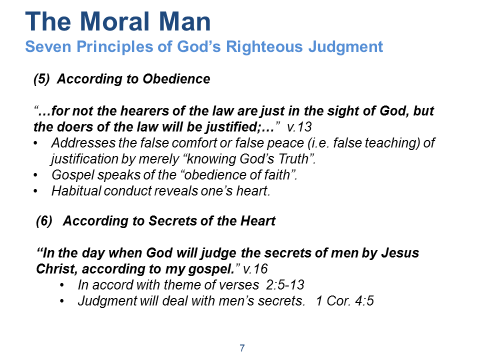 The Moral Man
Seven Principles of God's Righteous Judgment
(5) According to Obedience
"…for not the hearers of the law are just in the sight of God, but
the doers of the law will be justified;…" v.13
• Addresses the false comfort or false peace (i.e. false teaching) of
justification by merely "knowing God's Truth".
• Gospel speaks of the "obedience of faith".
• Habitual conduct reveals one's heart.
(6) According to Secrets of the Heart
"In the day when God will judge the secrets of men by Jesus
Christ, according to my gospel." v.16
• In accord with theme of verses 2:5-13
• Judgment will deal with men's secrets. 1 Cor. 4:5
7